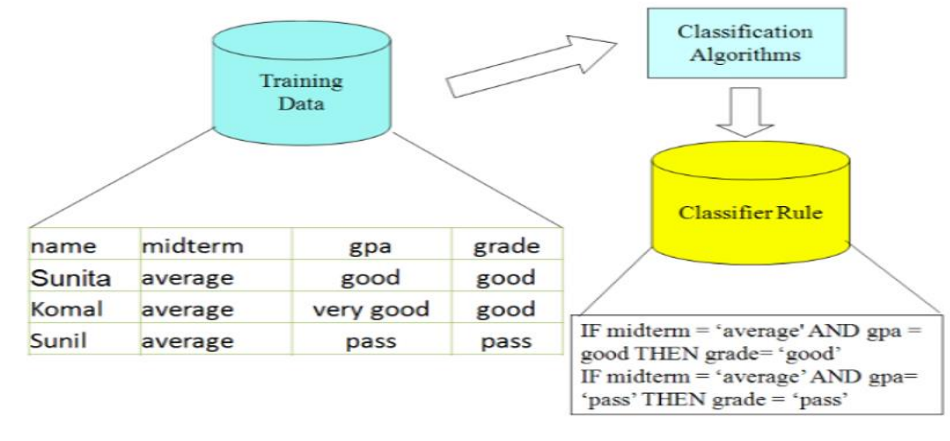 Training
Data
Classification
Algorithms
Classifier Rule
name midterm gpa grade
Sunita average good good
Komal average very good good
Sunil average pass pass
IF midterm = ‘average' AND gpa =
good THEN grade= ‘good’
IF midterm = ‘average’ AND gpa=
‘pass’ THEN grade = ‘pass’